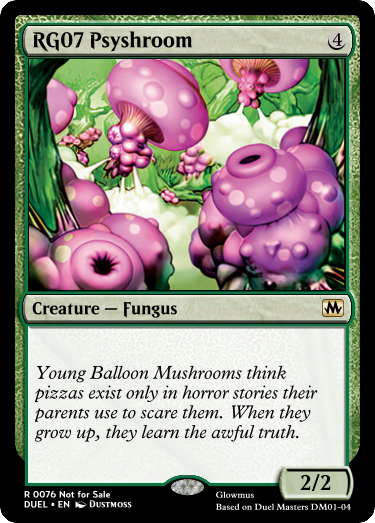 RG07 Psyshroom 4
Creature — Fungus
Young Balloon Mushrooms think
pizzas exist only in horror stories their
parents use to scare them. When they
grow up, they learn the awful truth.
2/2
R 0076 Not for Sale
DUEL • EN Dustmoss
Glowmus
Based on Duel Masters DM01-04